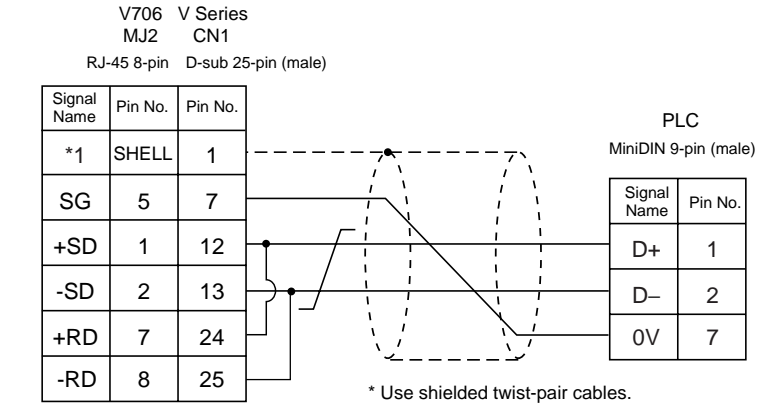 V706 V Series
MJ2 CN1
RJ-45 8-pin D-sub 25-pin (male)
Signal Name Pin No. Pin No.
*1 SHELL 1
SG 5 7
+SD 1 12
-SD 2 13
+RD 7 24
-RD 8 25
PLC
MiniDIN 9-pin (male)
Signal Name Pin No.
D+ 1
D– 2
0V 7
* Use shielded twist-pair cables.